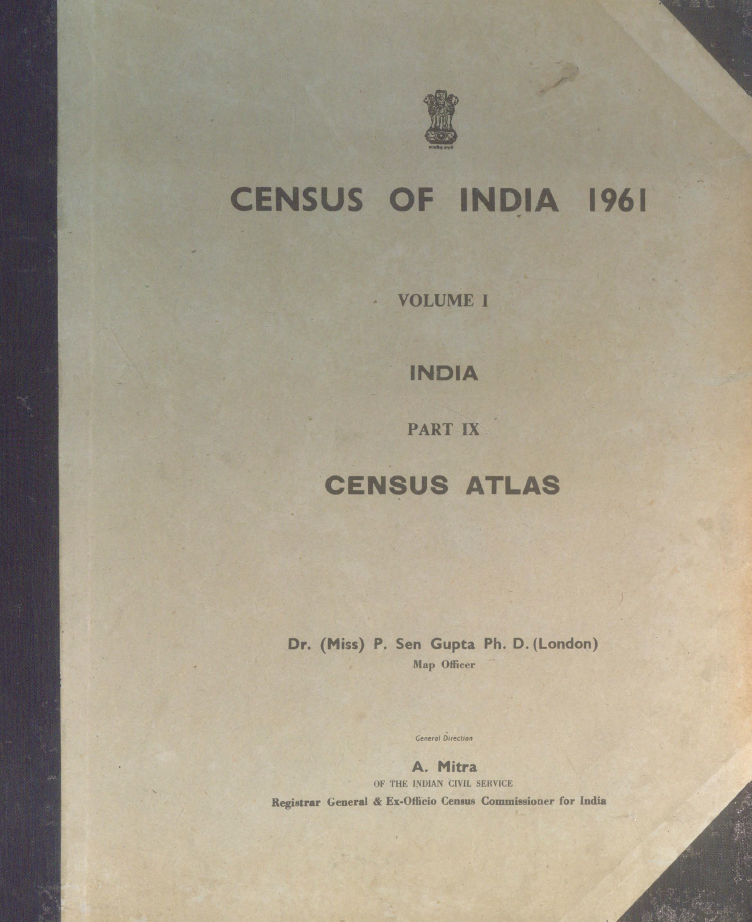 CENSUS OF INDIA 1961
VOLUME I
INDIA
PART IX
CENSUS ATLAS
Dr. (Miss) P. Sen Gupta Ph. D. (London)
Map Officer
General Direction
A. Mitra
OF THE INDIAN CIVIL SERVICE
Registrar General & Ex-Officio Census Commissioner for India